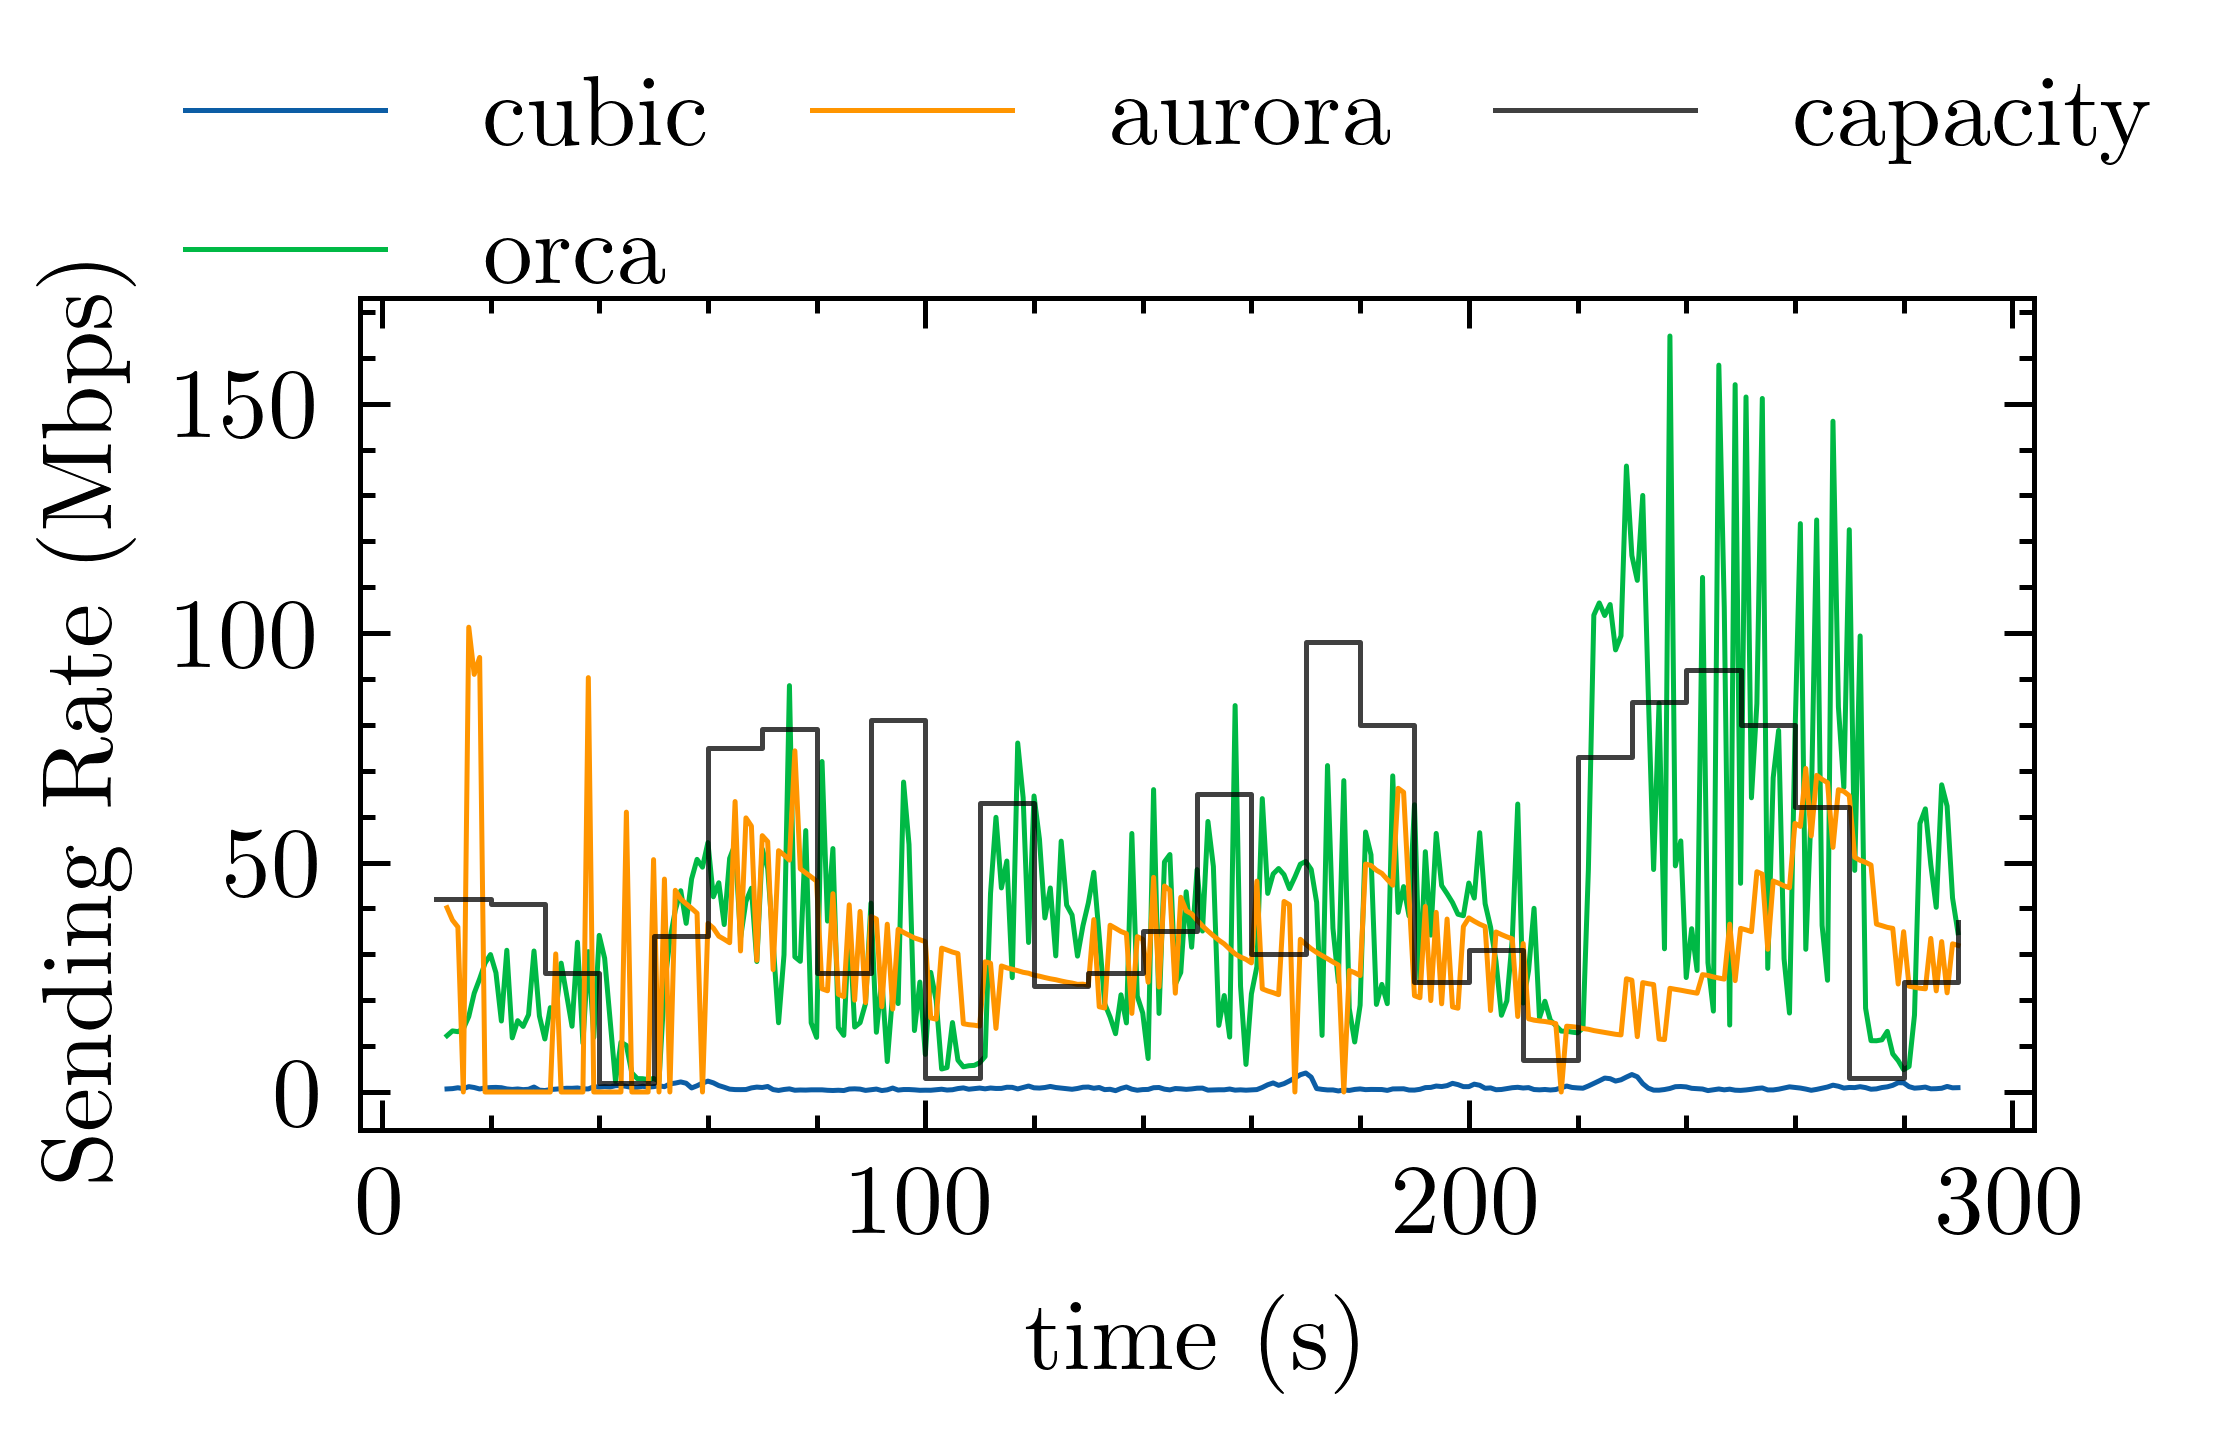 cubic aurora capacity
orca
Sending Rate (Mbps)
150
100
50
0
0 100 200 300
time (s)